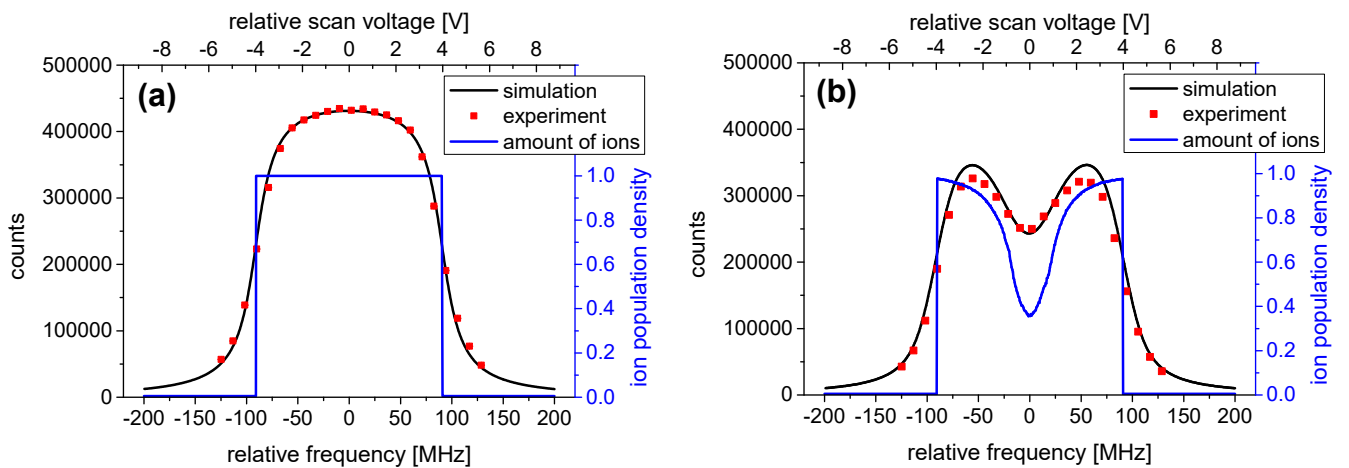 relative scan voltage [V]
-8 -6 -4 -2 0 2 4 6 8
(a)
simulation
experiment
amount of ions
500000
400000
300000
200000
100000
0
counts
1.0
0.8
0.6
0.4
0.2
0.0
ion population density
-200 -150 -100 -50 0 50 100 150 200
relative frequency [MHz]
relative scan voltage [V]
-8 -6 -4 -2 0 2 4 6 8
(b)
simulation
experiment
amount of ions
500000
400000
300000
200000
100000
0
counts
1.0
0.8
0.6
0.4
0.2
0.0
ion population density
-200 -150 -100 -50 0 50 100 150 200
relative frequency [MHz]